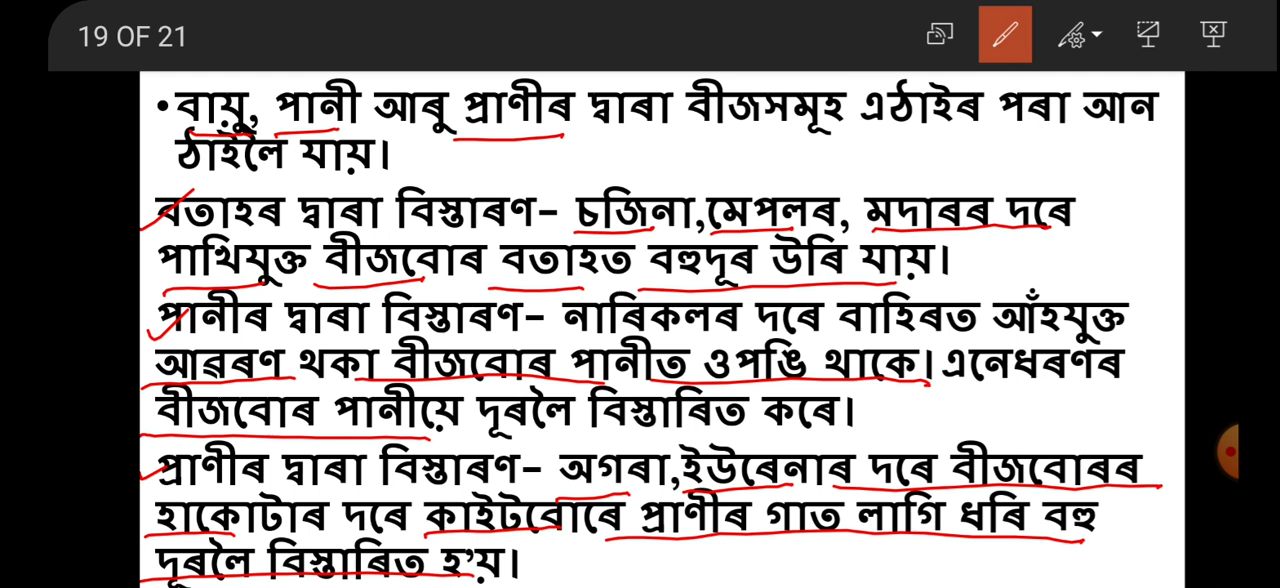 19 OF 21
•বায়ু, পানী আৰু প্ৰাণীৰ দ্বাৰা বীজসমূহ এঠাইৰ পৰা আন
ঠাইলৈ যায়।
বতাহৰ দ্বাৰা বিস্তাৰণ– চজিনা,মেপলৰ, মদাৰৰ দৰে
পাখিযুক্ত বীজবোৰ বতাহত বহুদূৰ উৰি যায়।
পানীৰ দ্বাৰা বিস্তাৰণ– নাৰিকলৰ দৰে বাহিৰত আঁহযুক্ত
আৱৰণ থকা বীজবোৰ পানীত ওপঙি থাকে।এনেধৰণৰ
বীজবোৰ পানীয়ে দূৰলৈ বিস্তাৰিত কৰে।
প্ৰাণীৰ দ্বাৰা বিস্তাৰণ– অগৰা,ইউৰেনাৰ দৰে বীজবোৰৰ
হাকোটাৰ দৰে কাইটবোৰে প্ৰাণীৰ গাত লাগি ধৰি বহু
দূৰলৈ বিস্তাৰিত হ’য়।